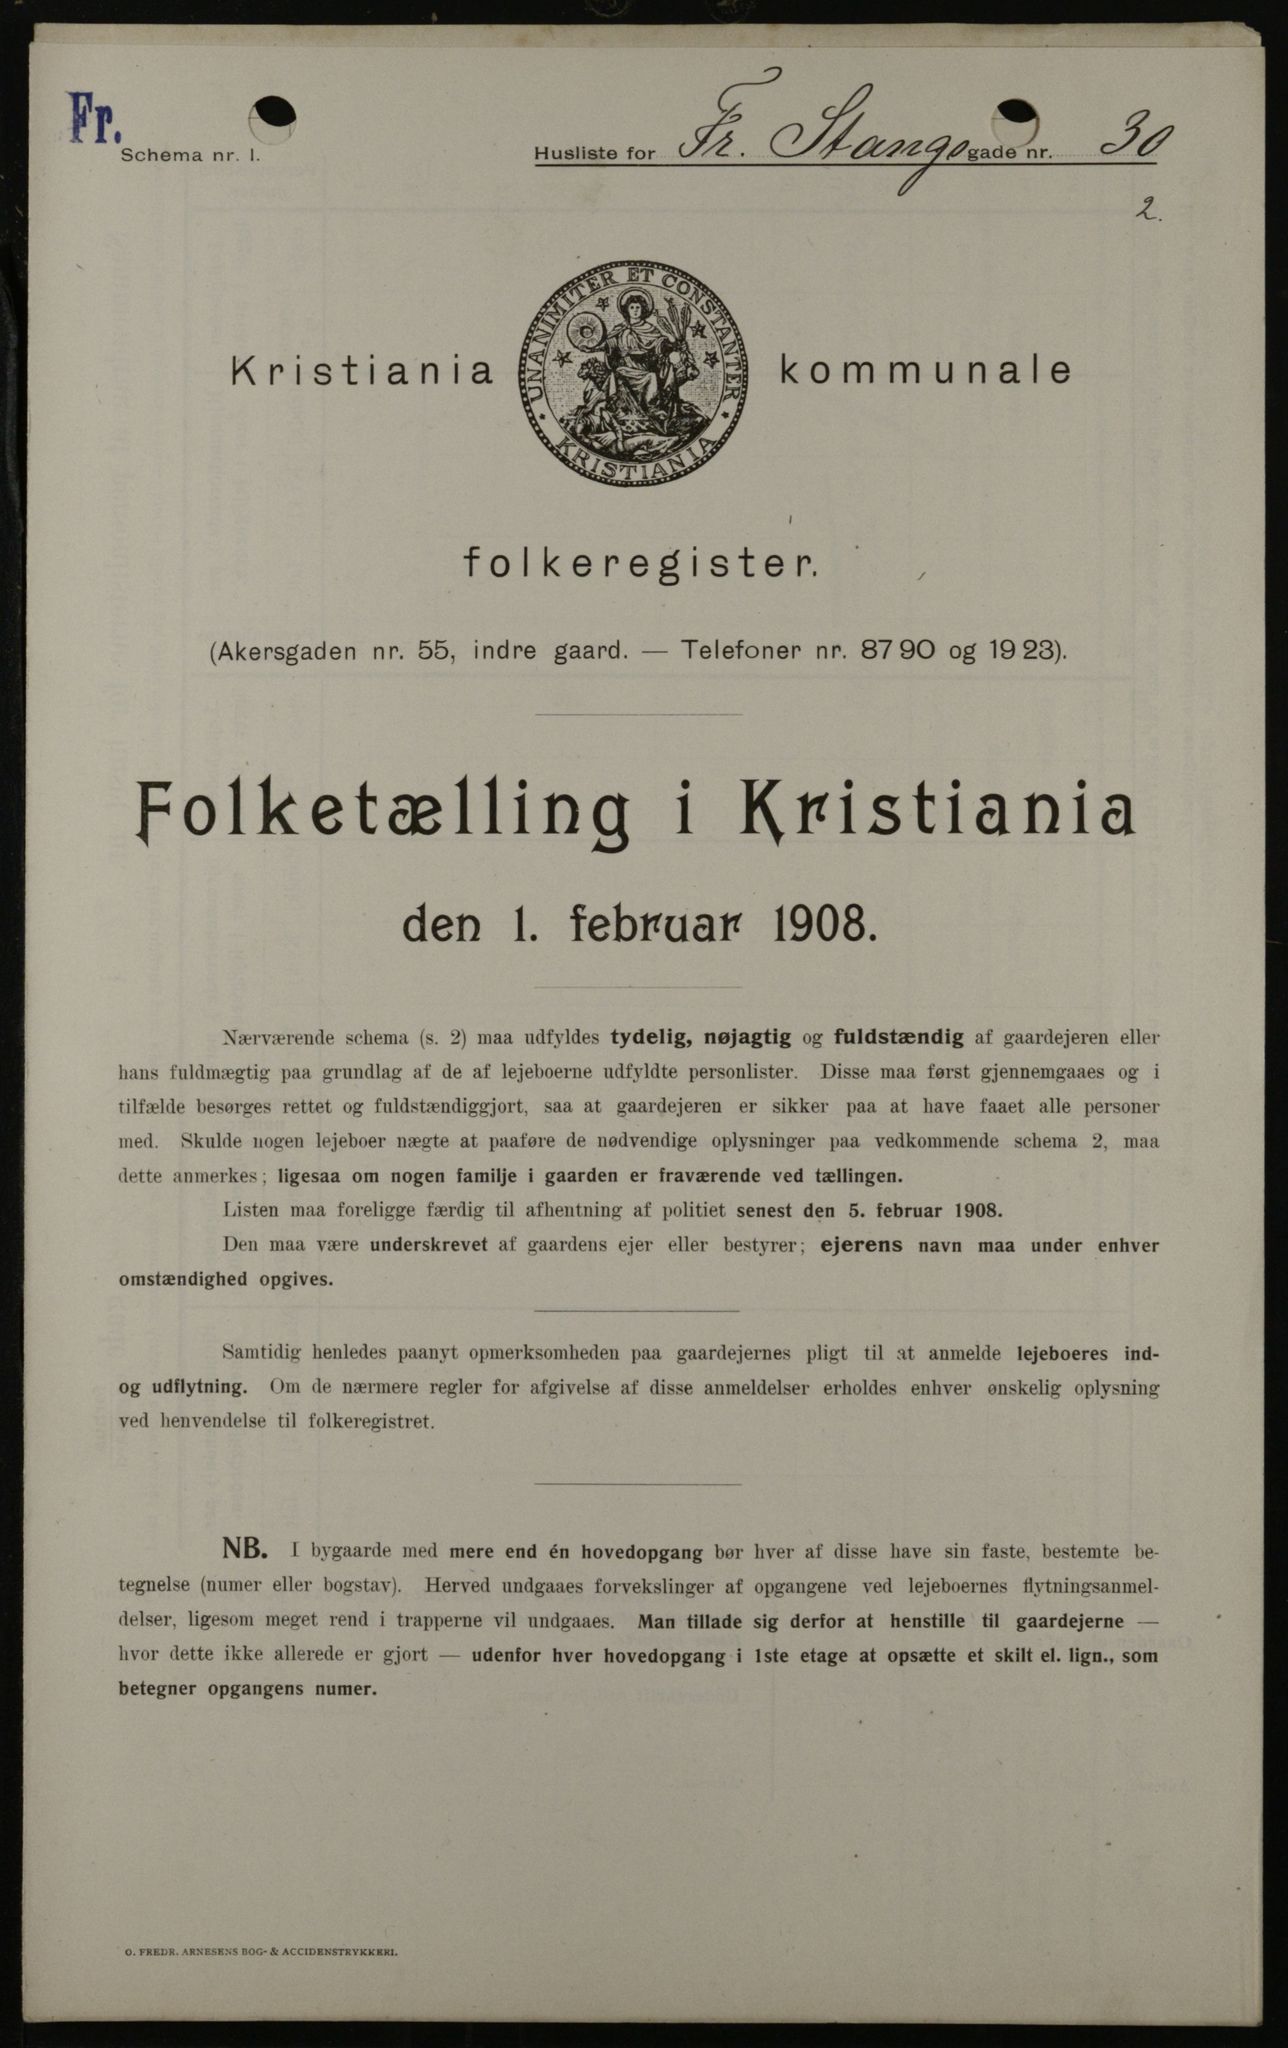 Fr.
Schema nr. 1.
Husliste for Fr. Stangs gade nr. 30
2.
UNANIMITER ET CONSTANTER
KRISTIANIA
Kristiania kommunale
folkeregister.
(Akersgaden nr. 55, indre gaard. — Telefoner nr. 87 90 og 19 23).
Folketælling i Kristiania
den 1. februar 1908.
Nærværende schema (s. 2) maa udfyldes tydelig, nøjagtig og fuldstændig af gaardejeren eller
hans fuldmægtig paa grundlag af de af lejeboerne udfyldte personlister. Disse maa først gjennemgaaes og i
tilfælde besørges rettet og fuldstændiggjort, saa at gaardejeren er sikker paa at have faaet alle personer
med. Skulde nogen lejeboer nægte at paaføre de nødvendige oplysninger paa vedkommende schema 2, maa
dette anmerkes; ligesaa om nogen familje i gaarden er fraværende ved tællingen.
Listen maa foreligge færdig til afhentning af politiet senest den 5. februar 1908.
Den maa være underskrevet af gaardens ejer eller bestyrer; ejerens navn maa under enhver
omstændighed opgives.
Samtidig henledes paanyt opmerksomheden paa gaardejernes pligt til at anmelde lejeboeres ind-
og udflytning. Om de nærmere regler for afgivelse af disse anmeldelser erholdes enhver ønskelig oplysning
ved henvendelse til folkeregistret.
NB. I bygaarde med mere end én hovedopgang bør hver af disse have sin faste, bestemte be-
tegnelse (numer eller bogstav). Herved undgaaes forvekslinger af opgangene ved lejeboernes flytningsanmel-
delser, ligesom meget rend i trapperne vil undgaaes. Man tillade sig derfor at henstille til gaardejerne —
hvor dette ikke allerede er gjort — udenfor hver hovedopgang i 1ste etage at opsætte et skilt el. lign., som
betegner opgangens numer.
O. FREDR. ARNESENS BOG- & ACCIDENSTRYKKERI.